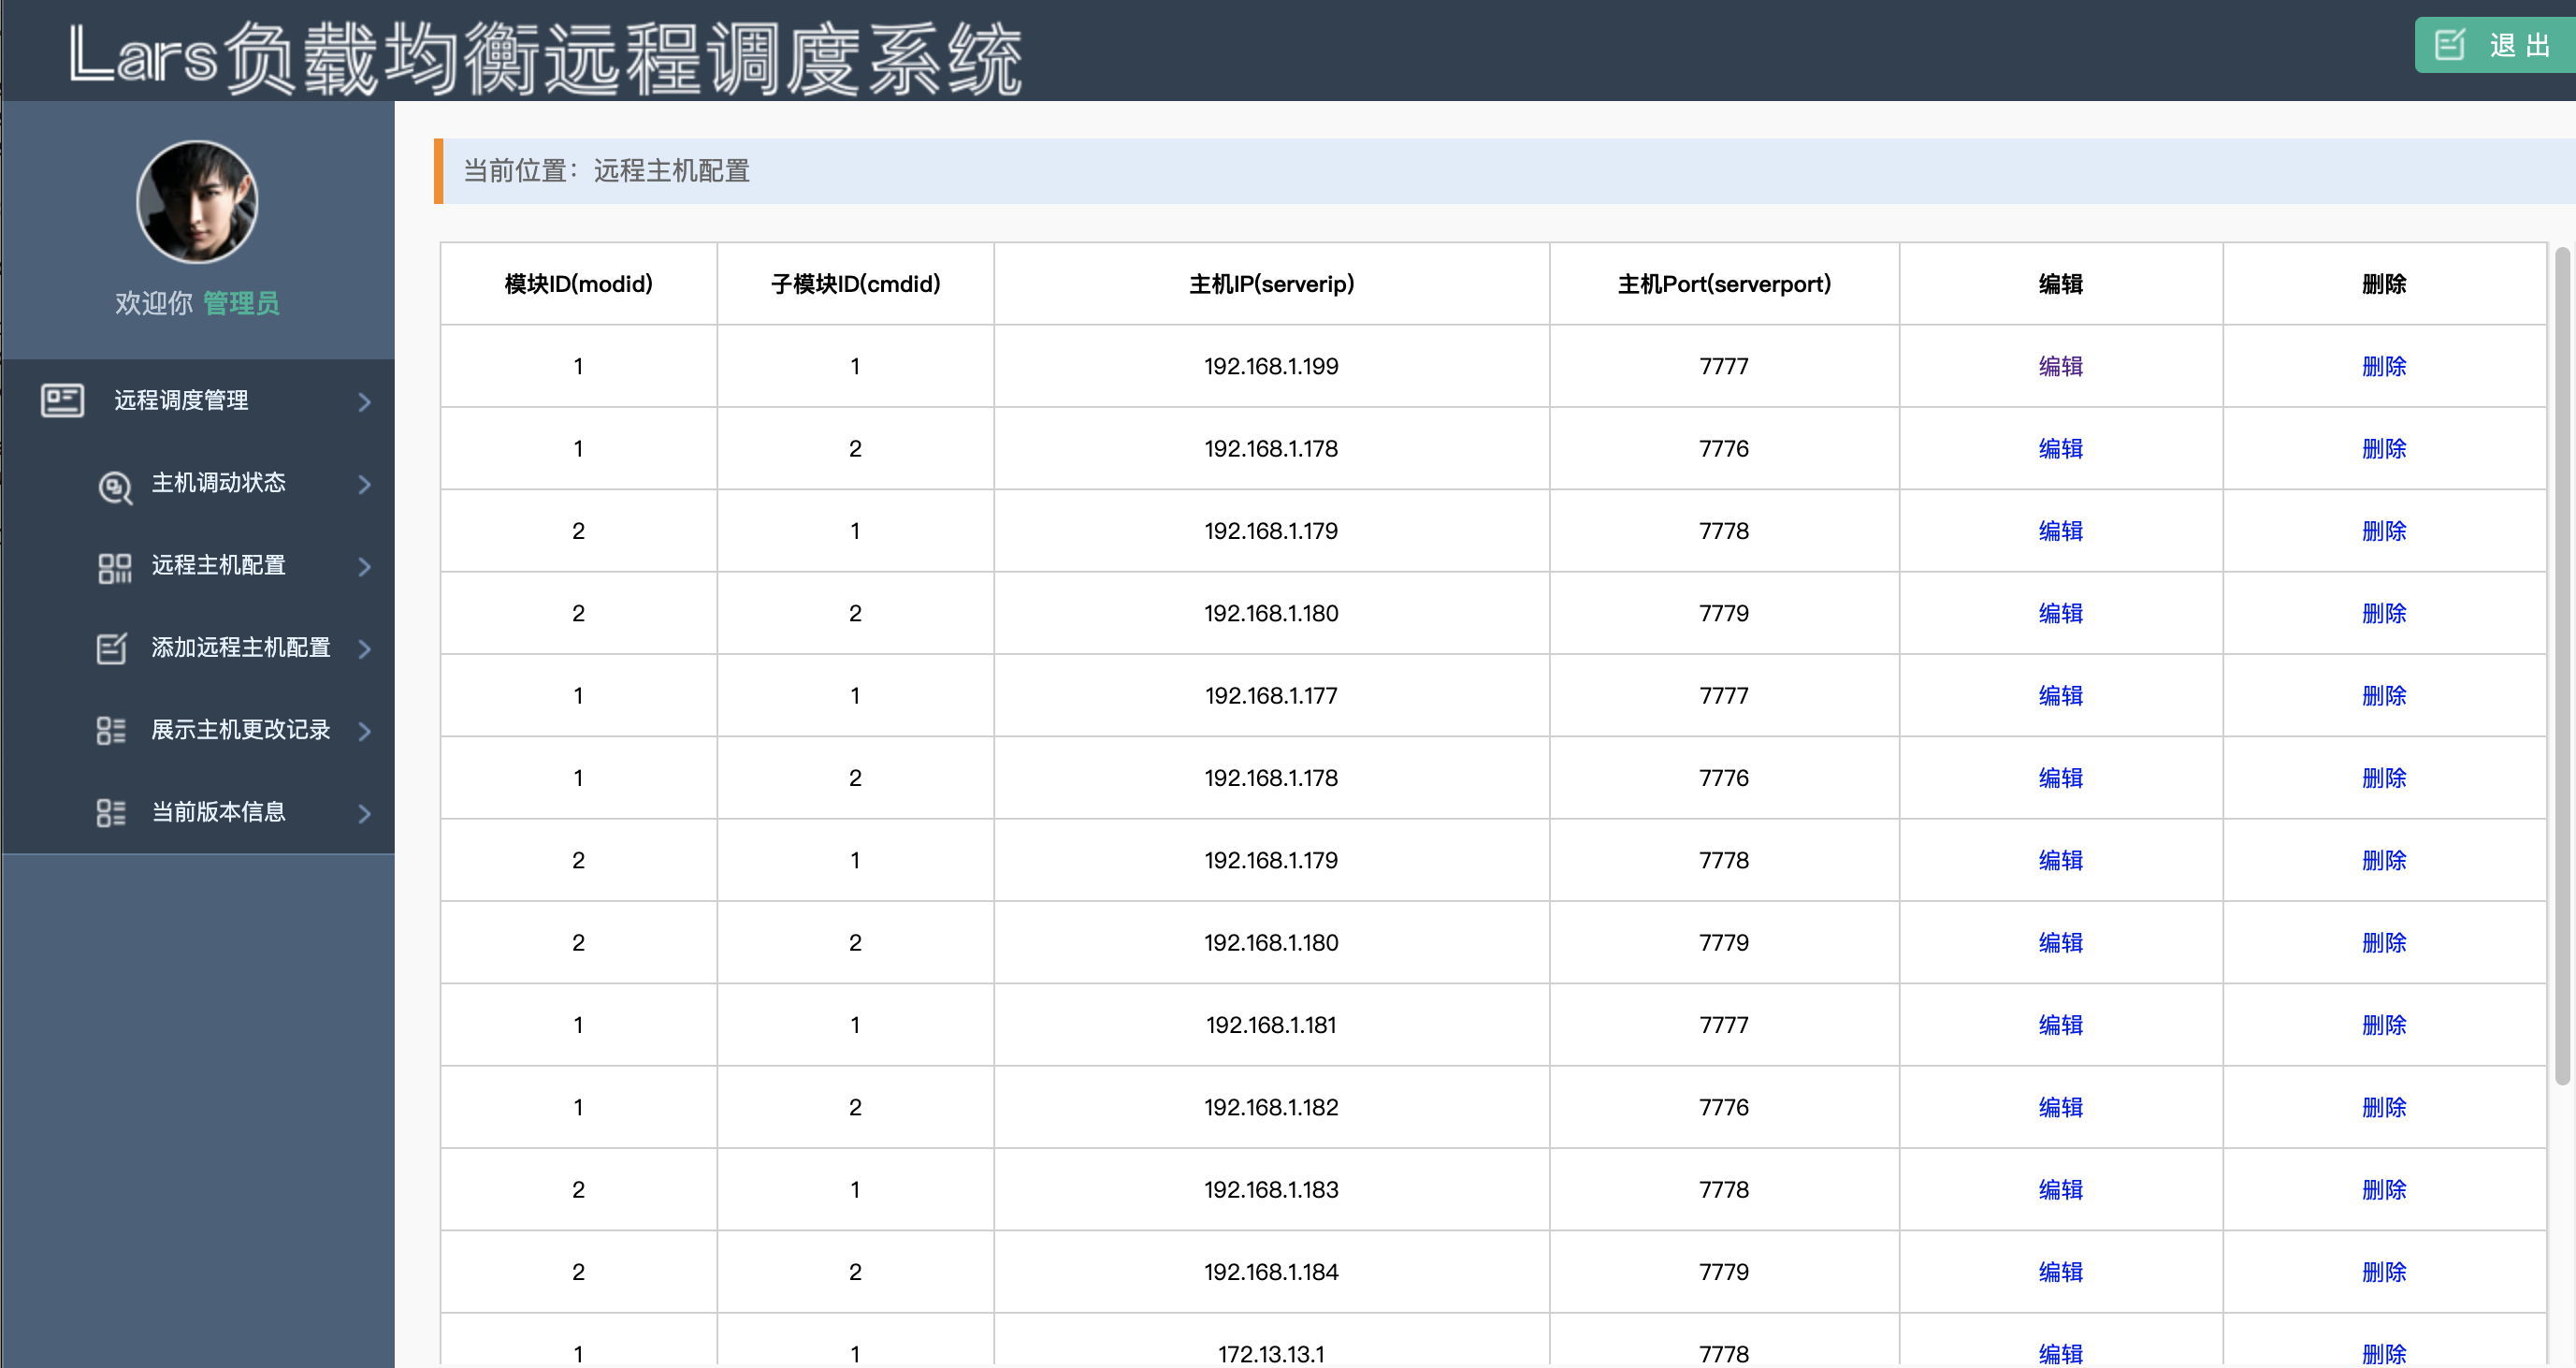 Lars负载均衡远程调度系统
退 出
欢迎你 管理员
远程调度管理
主机调动状态
远程主机配置
添加远程主机配置
展示主机更改记录
当前版本信息
当前位置：远程主机配置
模块ID(modid) 子模块ID(cmdid) 主机IP(serverip) 主机Port(serverport) 编辑 删除
1 1 192.168.1.199 7777 编辑 删除
1 2 192.168.1.178 7776 编辑 删除
2 1 192.168.1.179 7778 编辑 删除
2 2 192.168.1.180 7779 编辑 删除
1 1 192.168.1.177 7777 编辑 删除
1 2 192.168.1.178 7776 编辑 删除
2 1 192.168.1.179 7778 编辑 删除
2 2 192.168.1.180 7779 编辑 删除
1 1 192.168.1.181 7777 编辑 删除
1 2 192.168.1.182 7776 编辑 删除
2 1 192.168.1.183 7778 编辑 删除
2 2 192.168.1.184 7779 编辑 删除
1 1 172.13.13.1 7778 编辑 删除